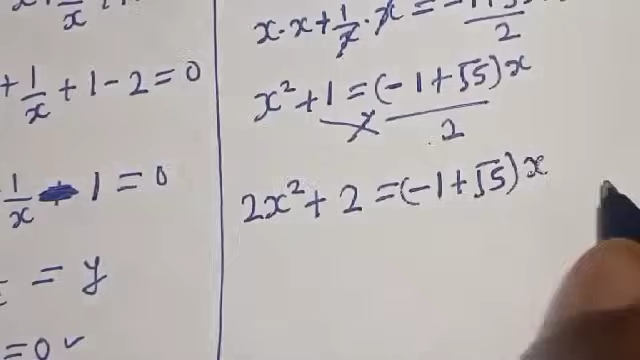 + 1/x + 1 - 2 = 0
1/x - 1 = 0
= y
= 0 ✓
x · x + 1/x · x = -1+√5/2
x² + 1 = (-1+√5)x/2
2x² + 2 = (-1+√5)x